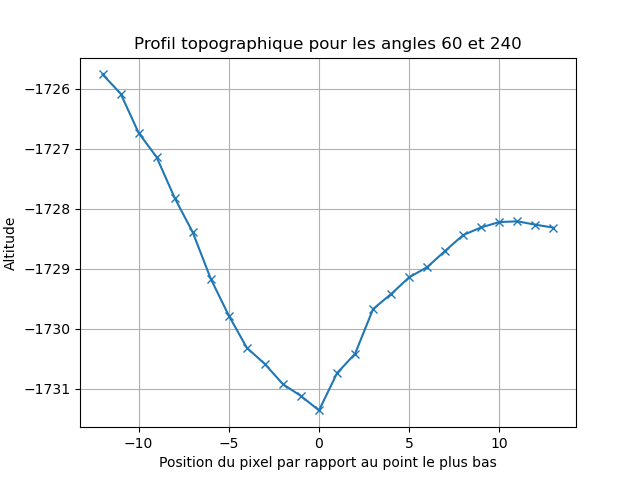 Profil topographique pour les angles 60 et 240
−1726
−1727
−1728
−1729
−1730
−1731
Altitude
−10 −5 0 5 10
Position du pixel par rapport au point le plus bas